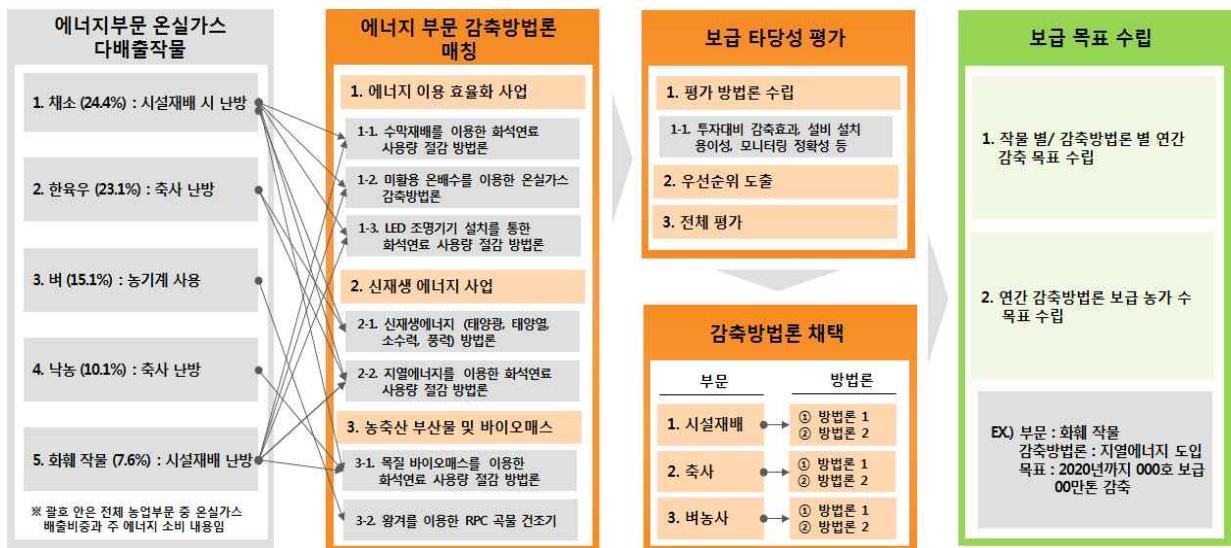 에너지부문 온실가스
다배출작물
1. 채소 (24.4%) : 시설재배 시 난방
2. 한육우 (23.1%) : 축사 난방
3. 벼 (15.1%) : 농기계 사용
4. 낙농 (10.1%) : 축사 난방
5. 화훼 작물 (7.6%) : 시설재배 난방
※ 괄호 안은 전체 농업부문 중 온실가스
배출비중과 주 에너지 소비 내용임
에너지 부문 감축방법론
매칭
1. 에너지 이용 효율화 사업
1-1. 수막재배를 이용한 화석연료
사용량 절감 방법론
1-2. 미활용 온배수를 이용한 온실가스
감축방법론
1-3. LED 조명기기 설치를 통한
화석연료 사용량 절감 방법론
2. 신재생 에너지 사업
2-1. 신재생에너지 (태양광, 태양열,
소수력, 풍력) 방법론
2-2. 지열에너지를 이용한 화석연료
사용량 절감 방법론
3. 농축산 부산물 및 바이오매스
3-1. 목질 바이오매스를 이용한
화석연료 사용량 절감 방법론
3-2. 왕겨를 이용한 RPC 곡물 건조기
보급 타당성 평가
1. 평가 방법론 수립
1-1. 투자대비 감축효과, 설비 설치
용이성, 모니터링 정확성 등
2. 우선순위 도출
3. 전체 평가
감축방법론 채택
부문 방법론
1. 시설재배 ① 방법론 1
② 방법론 2
2. 축사 ① 방법론 1
② 방법론 2
3. 벼농사 ① 방법론 1
② 방법론 2
보급 목표 수립
1. 작물 별/ 감축방법론 별 연간
감축 목표 수립
2. 연간 감축방법론 보급 농가 수
목표 수립
EX.) 부문 : 화훼 작물
감축방법론 : 지열에너지 도입
목표 : 2020년까지 000호 보급
00만톤 감축